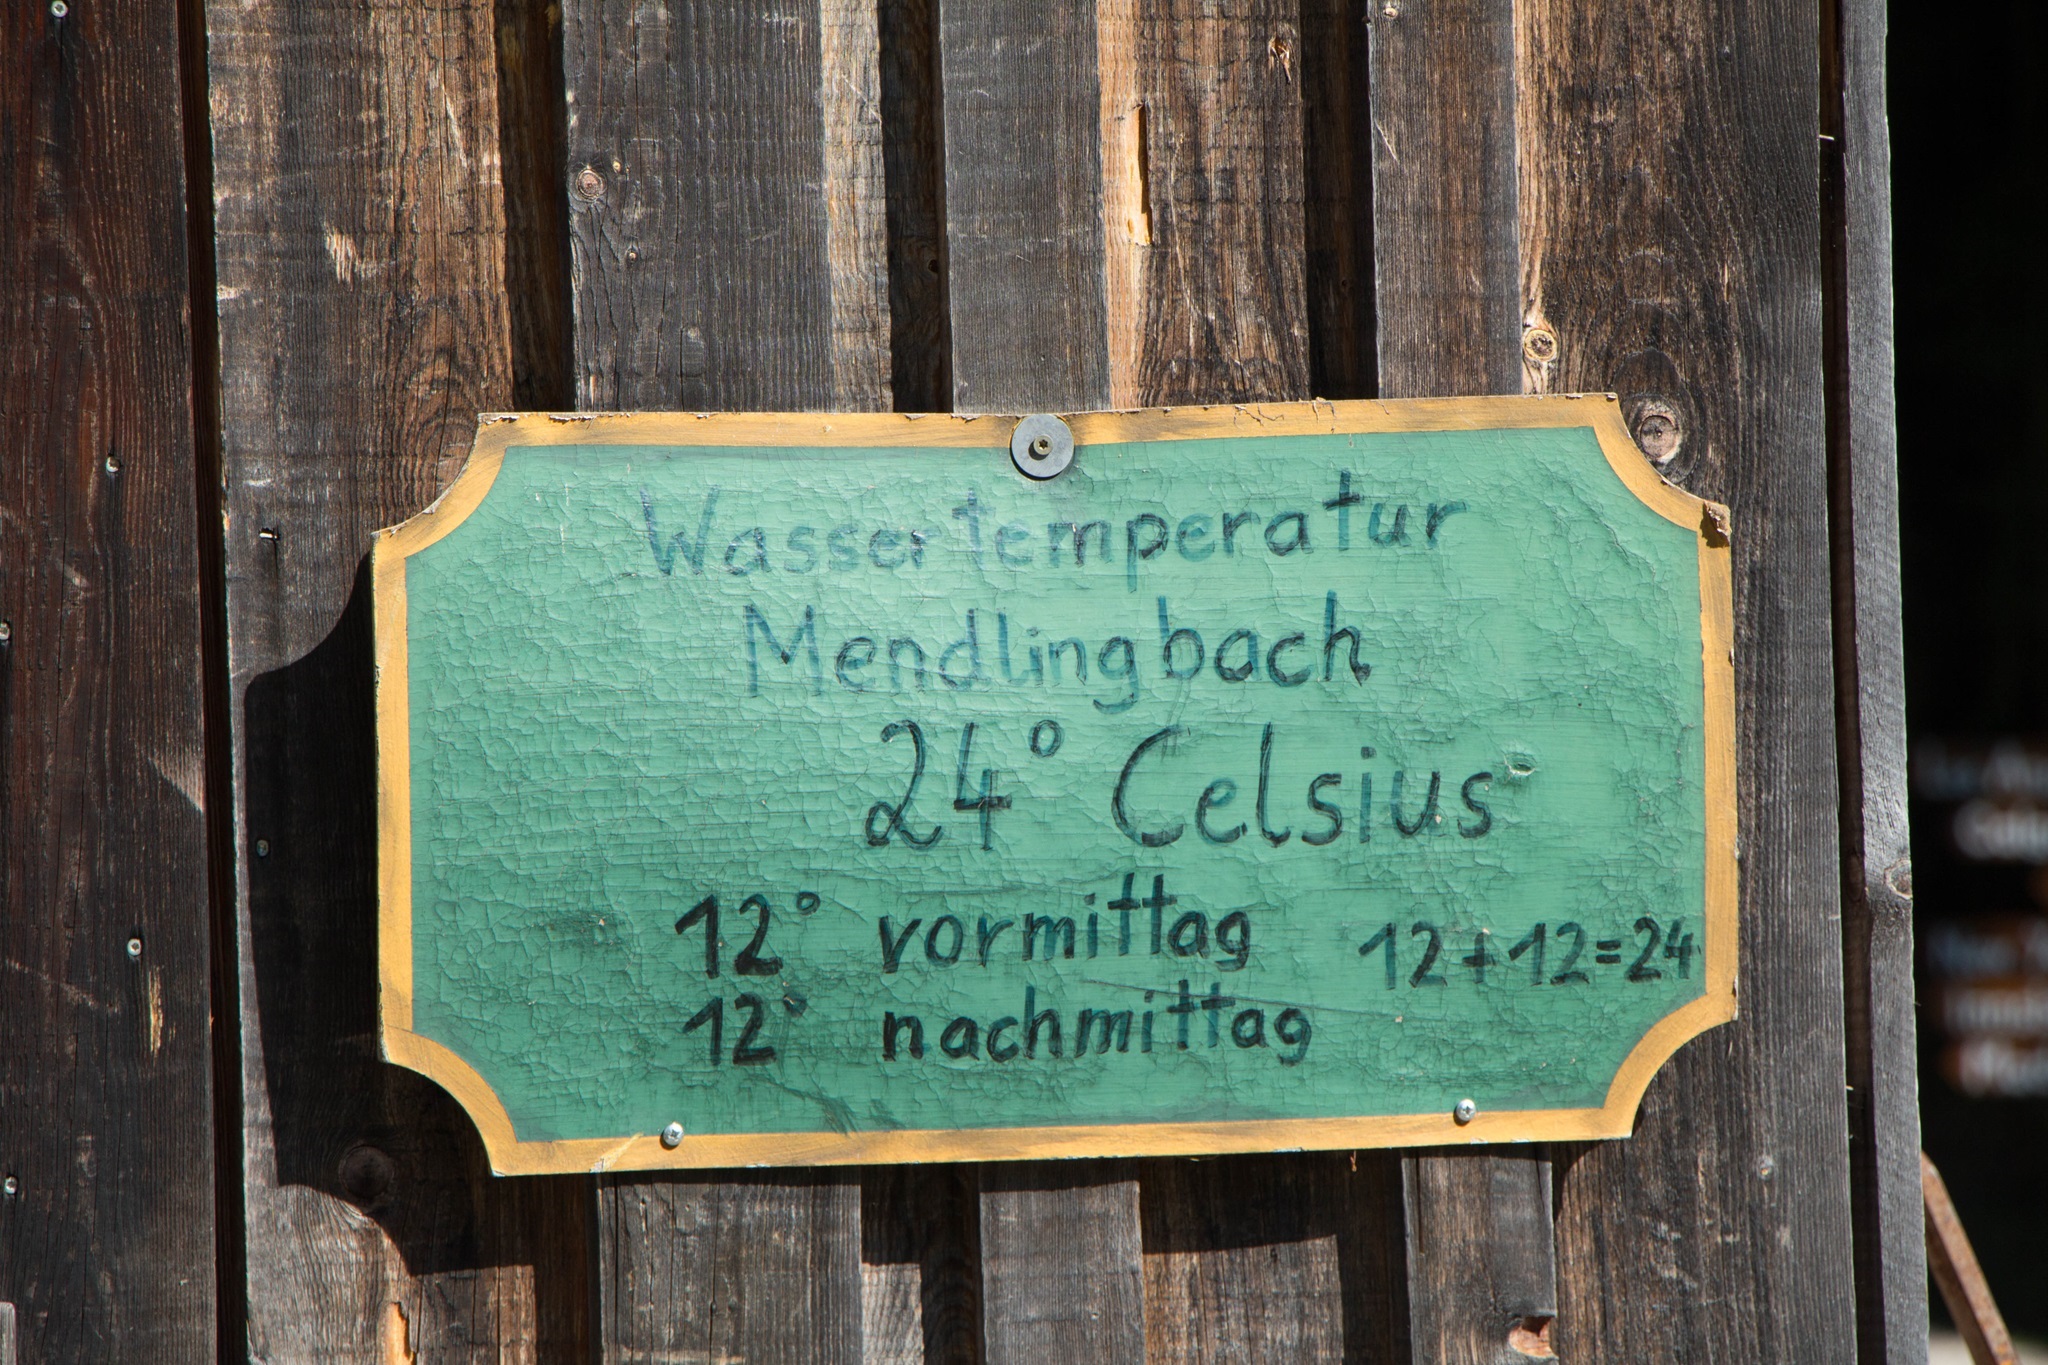 Wassertemperatur
Mendlingbach
24° Celsius
12° vormittag 12+12=24
12° nachmittag